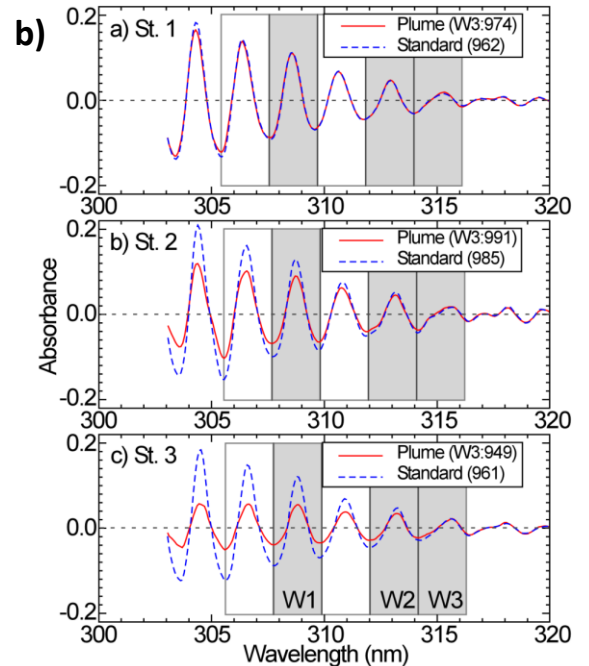 b)
a) St. 1
Plume (W3:974)
Standard (962)
0.2
0.0
-0.2
300 305 310 315 320
b) St. 2
Plume (W3:991)
Standard (985)
0.2
0.0
-0.2
Absorbance
300 305 310 315 320
c) St. 3
Plume (W3:949)
Standard (961)
0.2
0.0
-0.2
W1 W2 W3
300 305 310 315 320
Wavelength (nm)